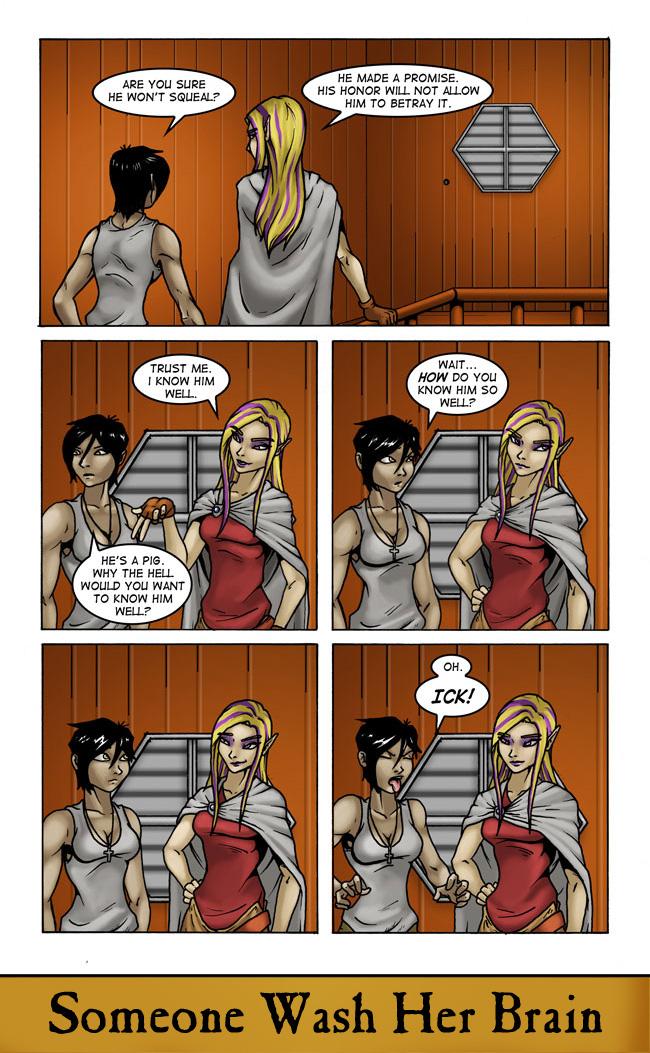 ARE YOU SURE
HE WON'T SQUEAL?
HE MADE A PROMISE.
HIS HONOR WILL NOT ALLOW
HIM TO BETRAY IT.
TRUST ME.
I KNOW HIM
WELL.
HE'S A PIG.
WHY THE HELL
WOULD YOU WANT
TO KNOW HIM
WELL?
WAIT...
HOW DO YOU
KNOW HIM SO
WELL?
OH.
ICK!
Someone Wash Her Brain